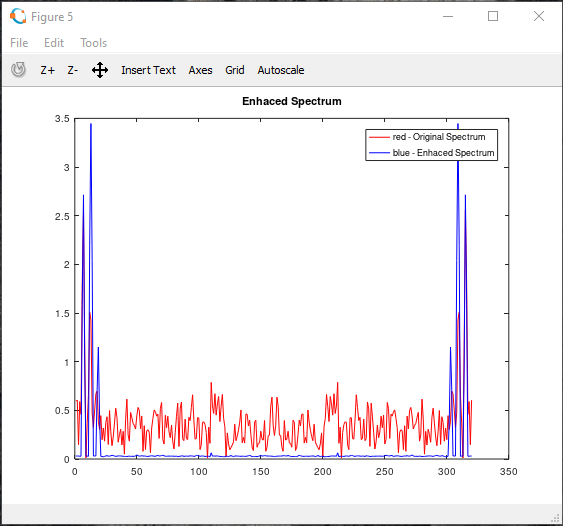 Figure 5
File Edit Tools
Z+ Z- Insert Text Axes Grid Autoscale
Enhaced Spectrum
red - Original Spectrum
blue - Enhaced Spectrum
3.5
3
2.5
2
1.5
1
0.5
0
0 50 100 150 200 250 300 350